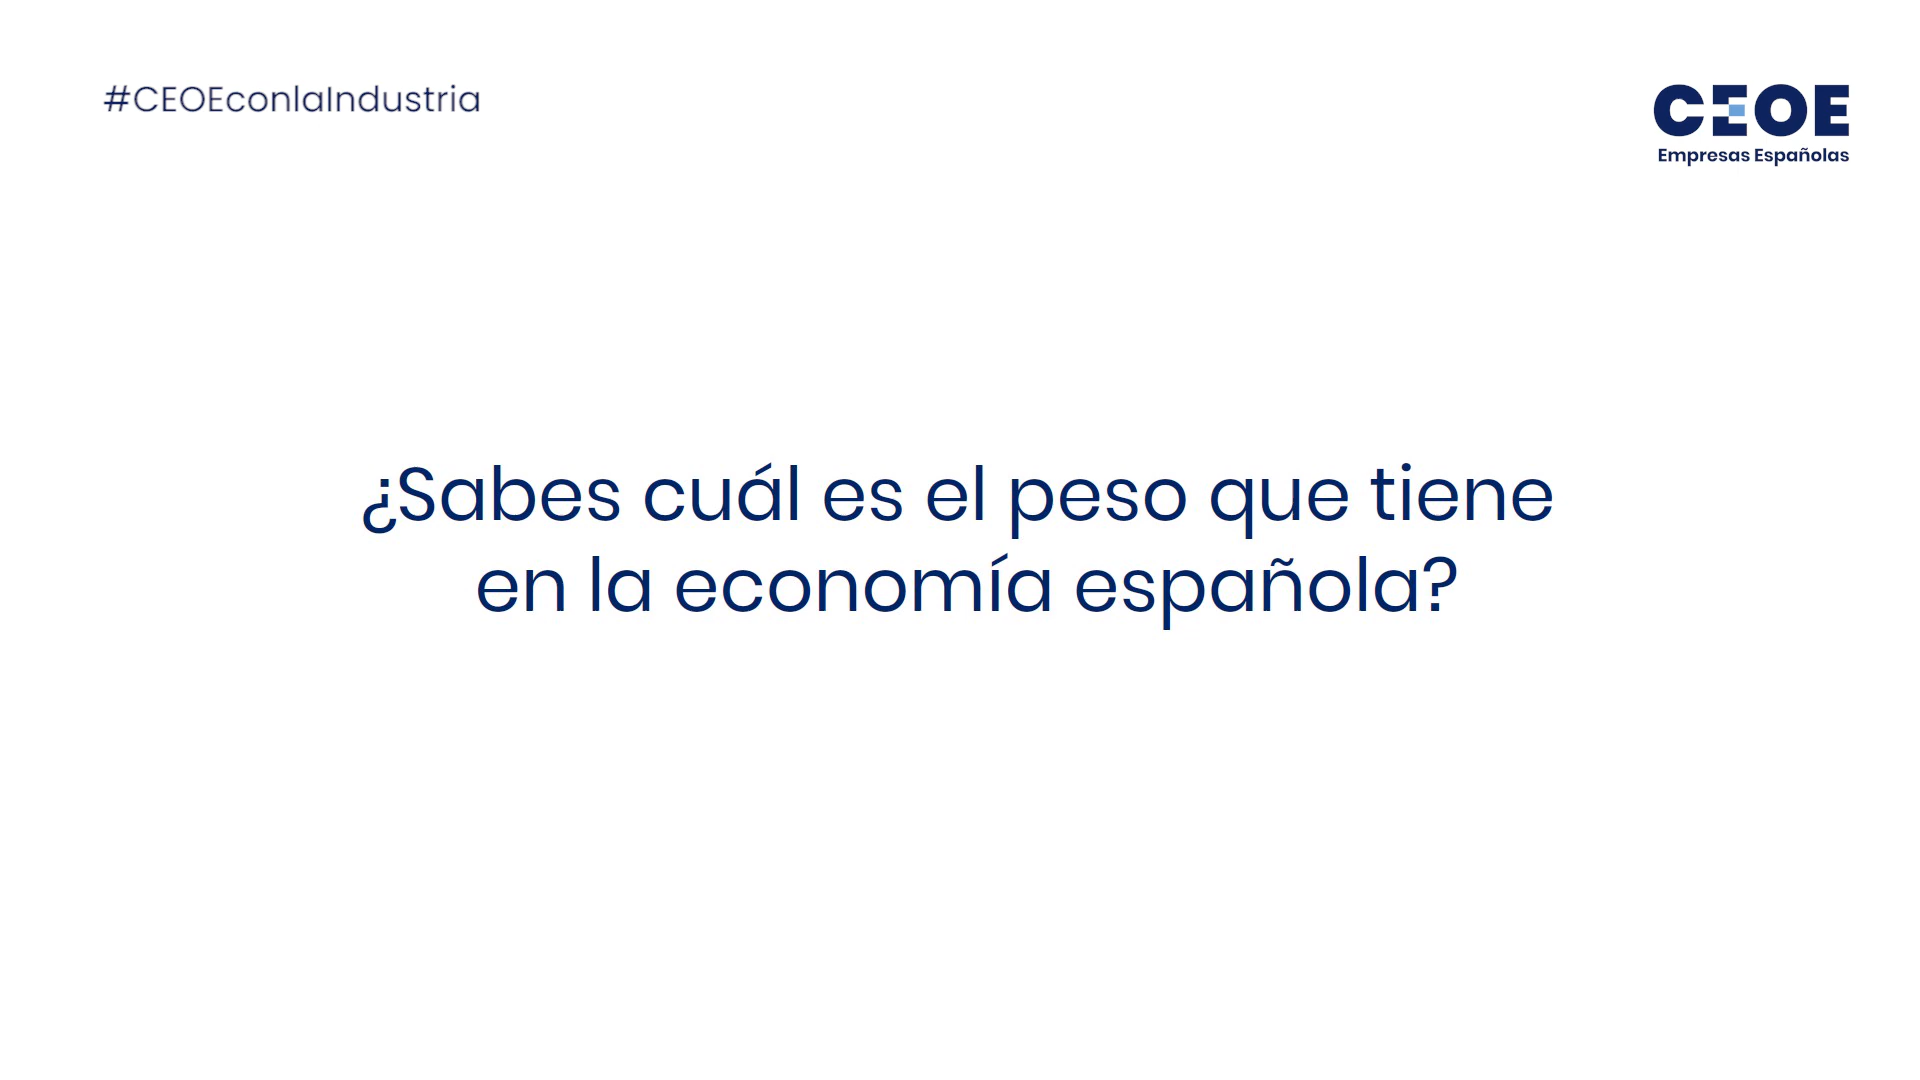 #CEOEconlaIndustria
CEOE
Empresas Españolas
¿Sabes cuál es el peso que tiene
en la economía española?